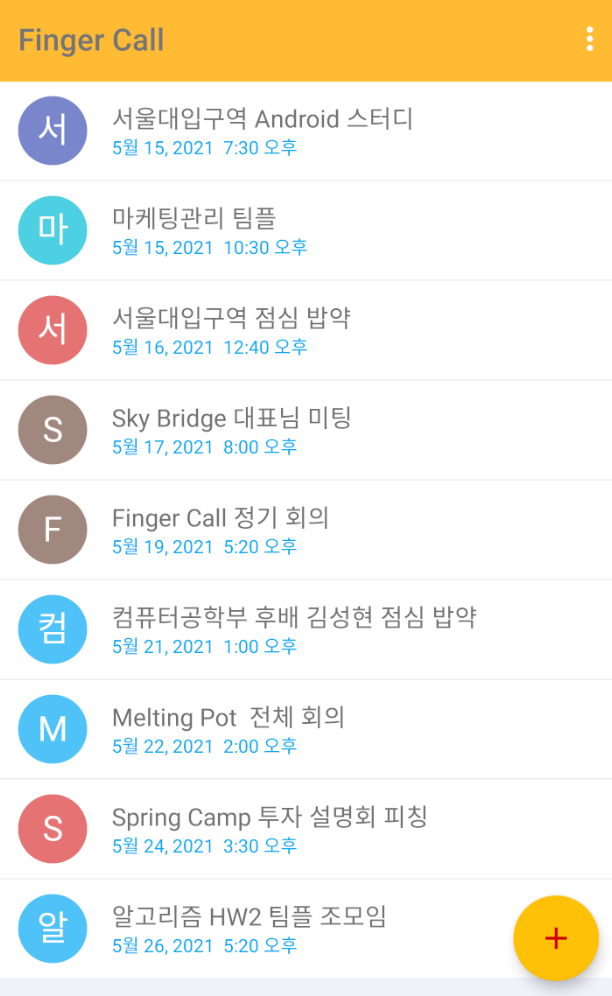 Finger Call
서
서울대입구역 Android 스터디
5월 15, 2021 7:30 오후
마
마케팅관리 팀플
5월 15, 2021 10:30 오후
서
서울대입구역 점심 밥약
5월 16, 2021 12:40 오후
S
Sky Bridge 대표님 미팅
5월 17, 2021 8:00 오후
F
Finger Call 정기 회의
5월 19, 2021 5:20 오후
컴
컴퓨터공학부 후배 김성현 점심 밥약
5월 21, 2021 1:00 오후
M
Melting Pot 전체 회의
5월 22, 2021 2:00 오후
S
Spring Camp 투자 설명회 피칭
5월 24, 2021 3:30 오후
알
알고리즘 HW2 팀플 조모임
5월 26, 2021 5:20 오후
+